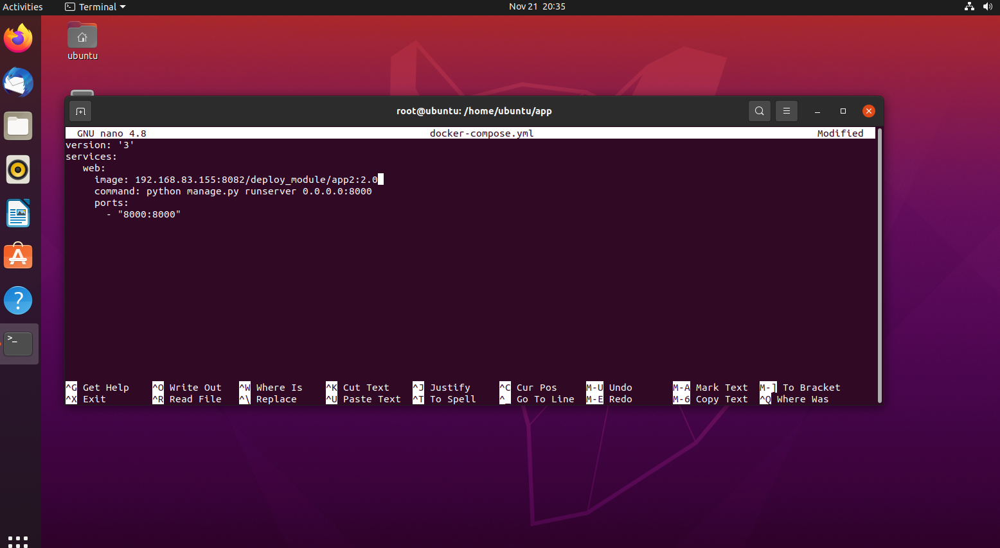 Activities
Terminal
Nov 21 20:35
ubuntu
root@ubuntu: /home/ubuntu/app
GNU nano 4.8 docker-compose.yml Modified
version: '3'
services:
   web:
     image: 192.168.83.155:8082/deploy_module/app2:2.0
     command: python manage.py runserver 0.0.0.0:8000
     ports:
       - "8000:8000"
^G Get Help ^O Write Out ^W Where Is ^K Cut Text ^J Justify ^C Cur Pos M-U Undo M-A Mark Text M-] To Bracket
^X Exit ^R Read File ^\ Replace ^U Paste Text ^T To Spell ^_ Go To Line M-E Redo M-6 Copy Text ^Q Where Was